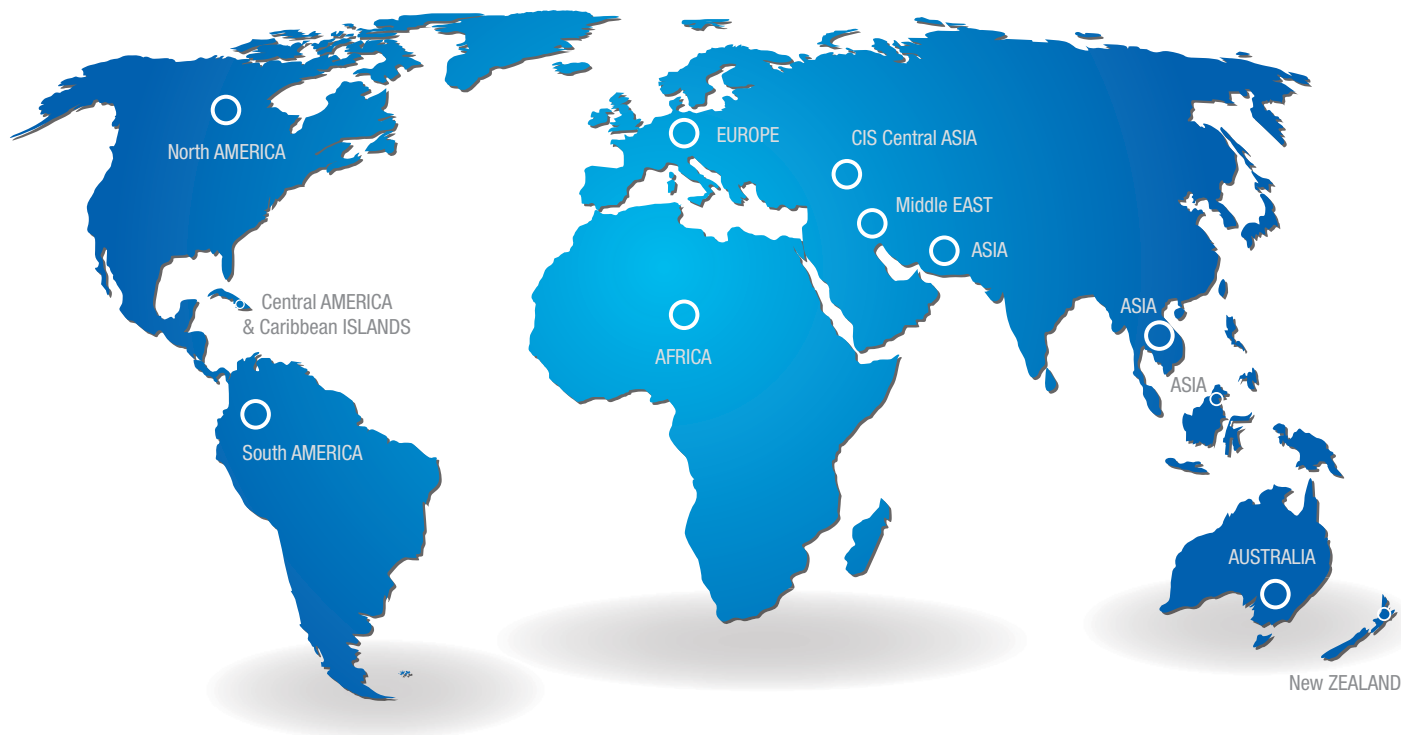 EUROPE
CIS Central ASIA
North AMERICA
Middle EAST
ASIA
Central AMERICA
& Caribbean ISLANDS
ASIA
AFRICA
ASIA
South AMERICA
AUSTRALIA
New ZEALAND